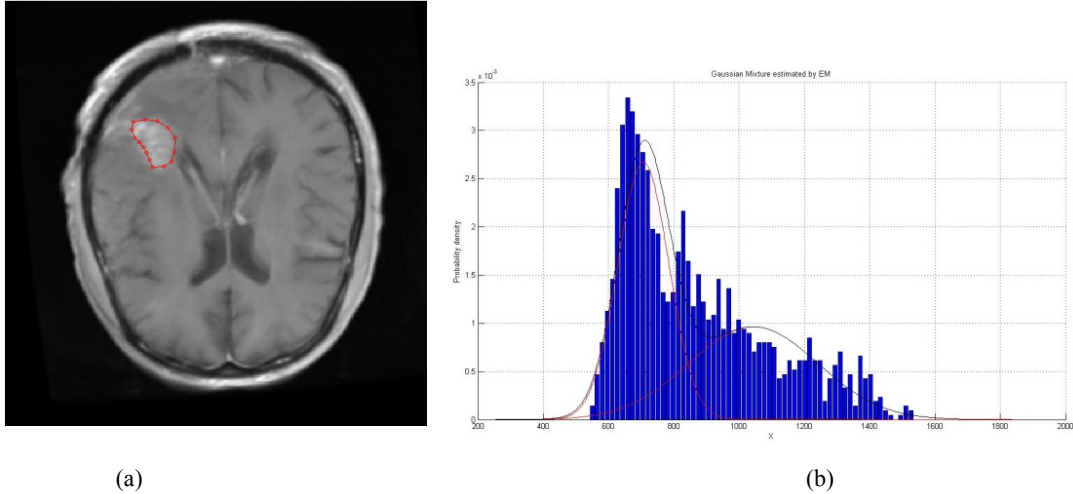 Gaussian Mixture estimated by EM
x 10^-3
3.5
3
2.5
2
1.5
1
0.5
0
Probability density
200 400 600 800 1000 1200 1400 1600 1800 2000
X
(a) (b)